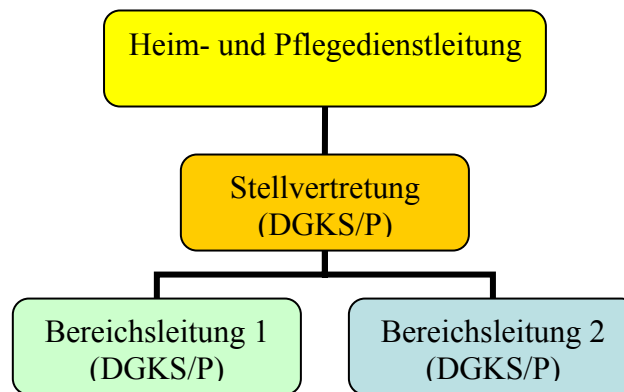 Heim- und Pflegedienstleitung
Stellvertretung
(DGKS/P)
Bereichsleitung 1
(DGKS/P)
Bereichsleitung 2
(DGKS/P)